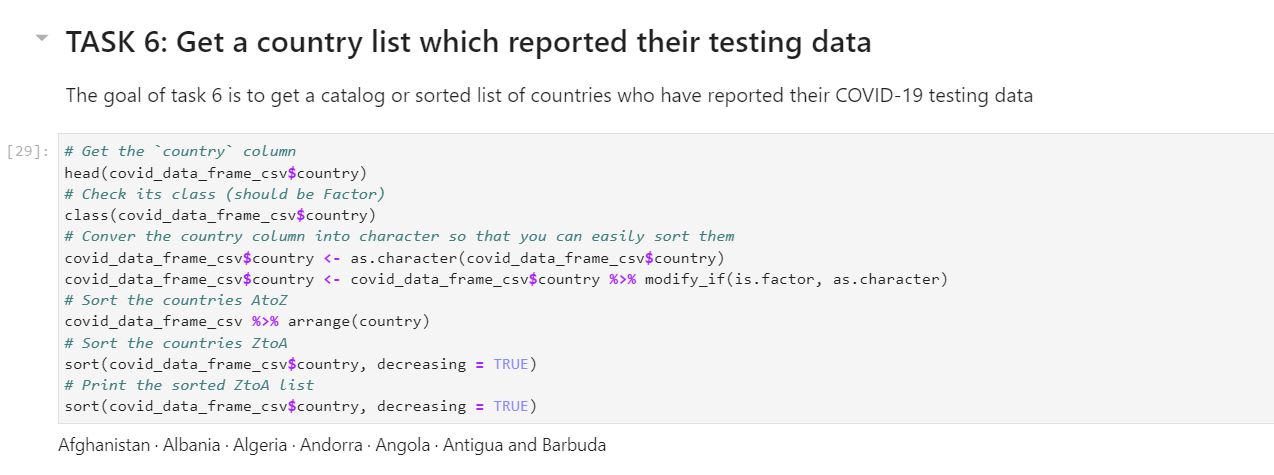 TASK 6: Get a country list which reported their testing data
The goal of task 6 is to get a catalog or sorted list of countries who have reported their COVID-19 testing data
[29]:
# Get the `country` column
head(covid_data_frame_csv$country)
# Check its class (should be Factor)
class(covid_data_frame_csv$country)
# Conver the country column into character so that you can easily sort them
covid_data_frame_csv$country <- as.character(covid_data_frame_csv$country)
covid_data_frame_csv$country <- covid_data_frame_csv$country %>% modify_if(is.factor, as.character)
# Sort the countries AtoZ
covid_data_frame_csv %>% arrange(country)
# Sort the countries ZtoA
sort(covid_data_frame_csv$country, decreasing = TRUE)
# Print the sorted ZtoA list
sort(covid_data_frame_csv$country, decreasing = TRUE)
Afghanistan · Albania · Algeria · Andorra · Angola · Antigua and Barbuda